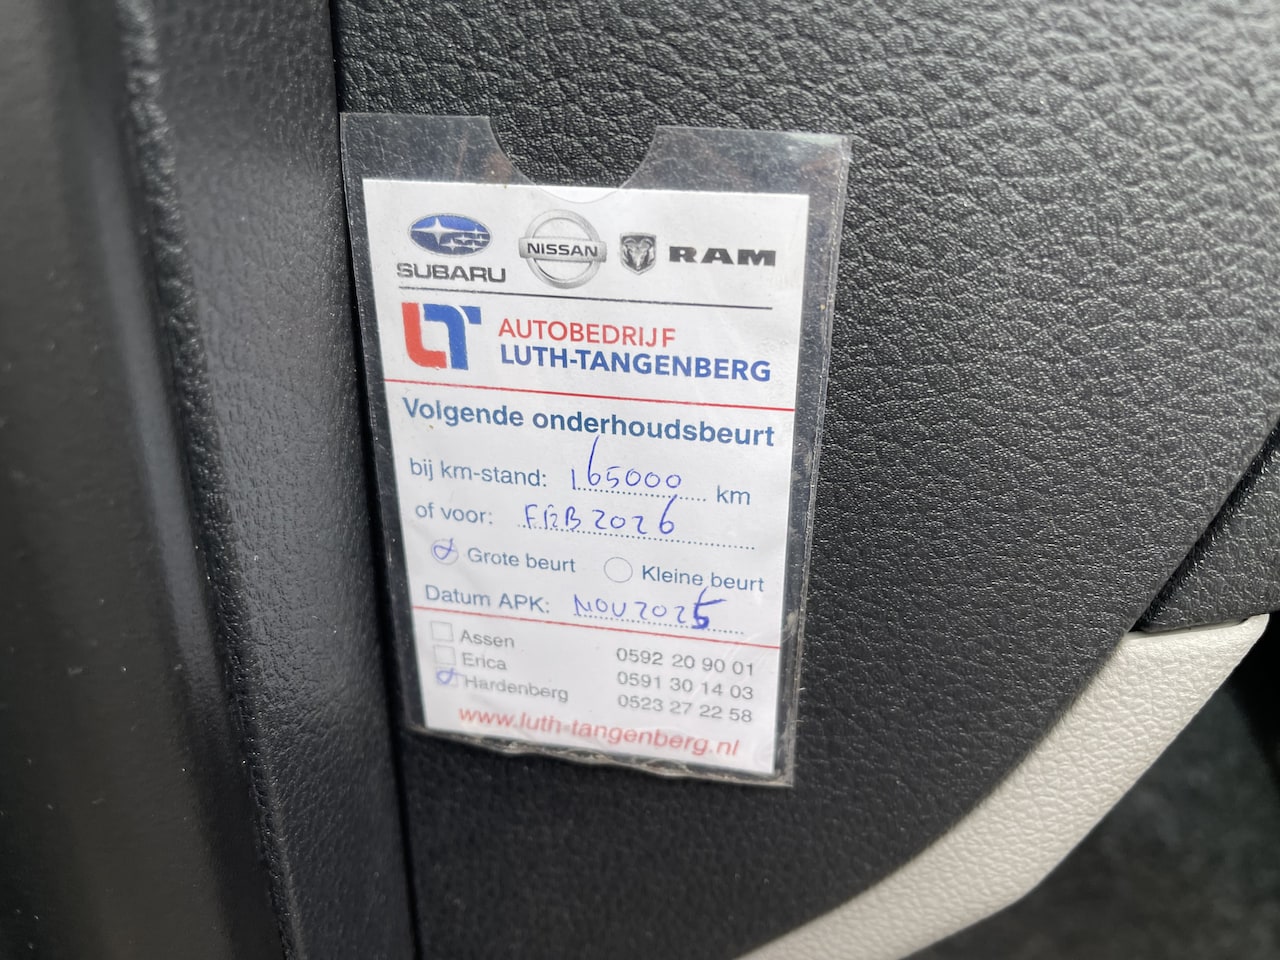 SUBARU NISSAN RAM
AUTOBEDRIJF
LUTH-TANGENBERG
Volgende onderhoudsbeurt
bij km-stand: 165000 km
of voor: FEB 2026
Grote beurt Kleine beurt
Datum APK: NOV 2025
Assen 0592 20 90 01
Erica 0591 30 14 03
Hardenberg 0523 27 22 58
www.luth-tangenberg.nl